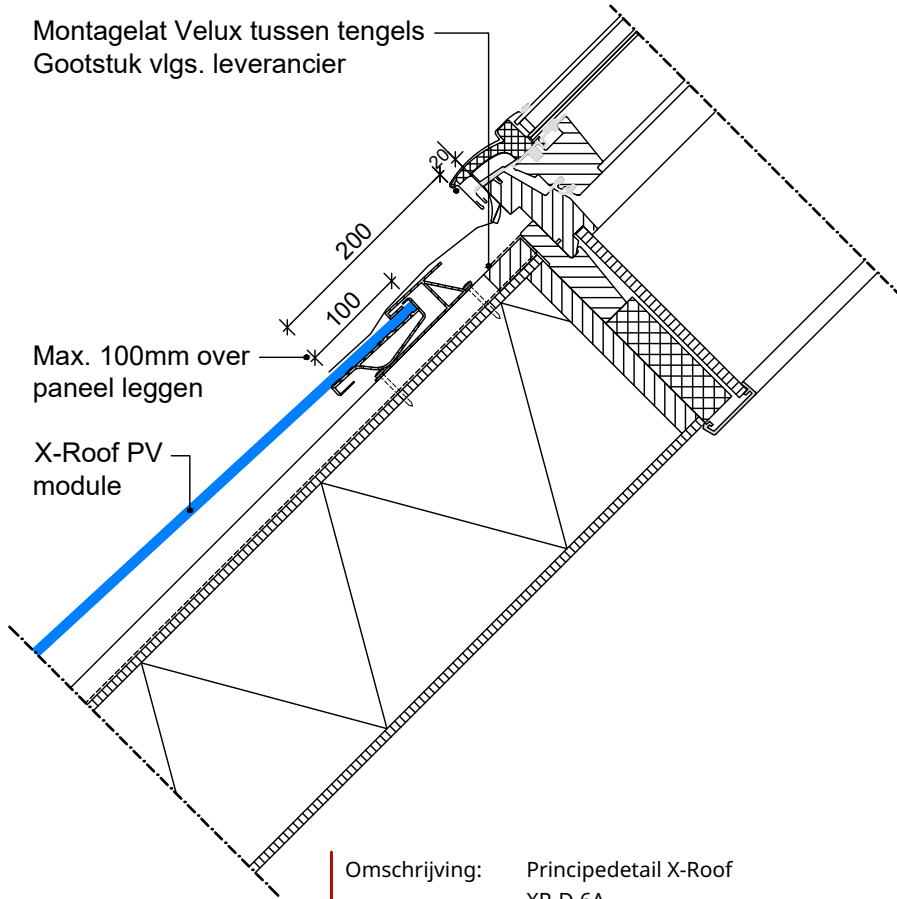 Montagelat Velux tussen tengels
Gootstuk vlgs. leverancier
20
200
100
Max. 100mm over
paneel leggen
X-Roof PV
module
Omschrijving: Principedetail X-Roof